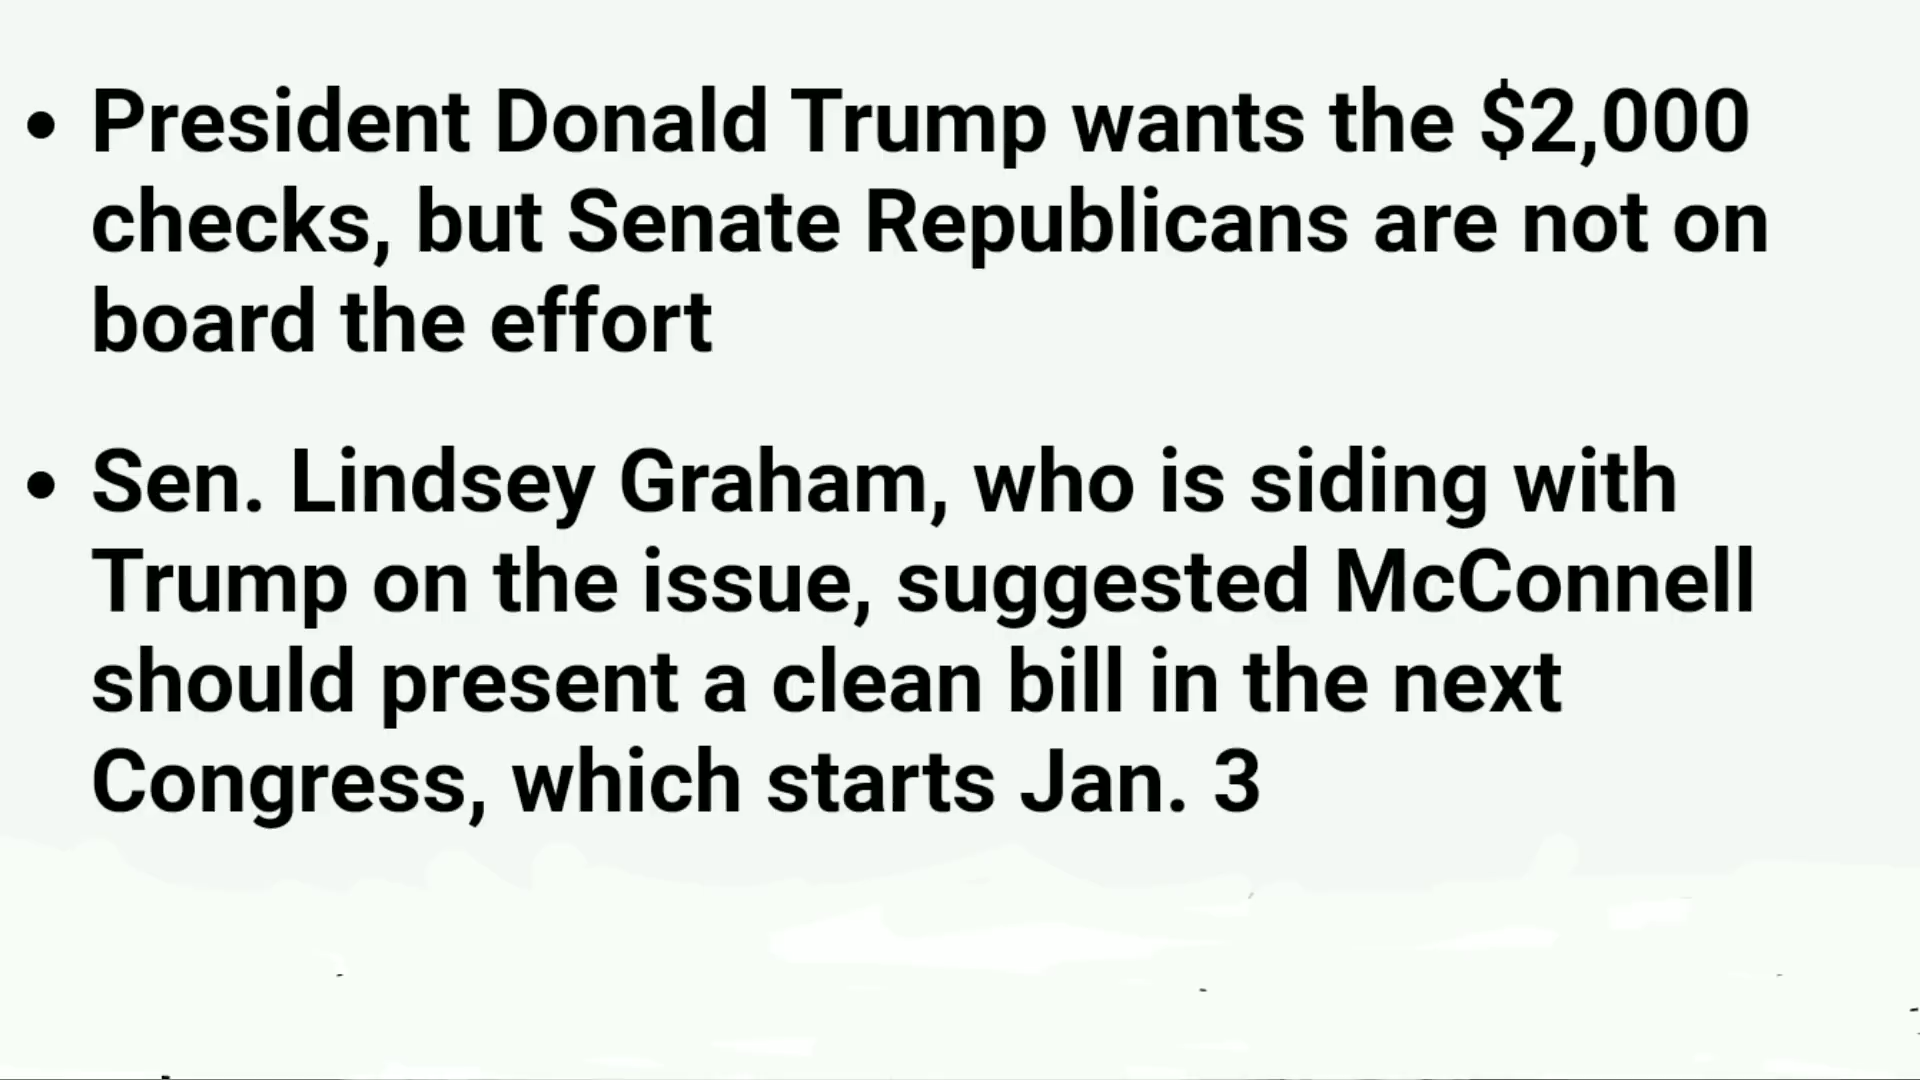 • President Donald Trump wants the $2,000
checks, but Senate Republicans are not on
board the effort
• Sen. Lindsey Graham, who is siding with
Trump on the issue, suggested McConnell
should present a clean bill in the next
Congress, which starts Jan. 3